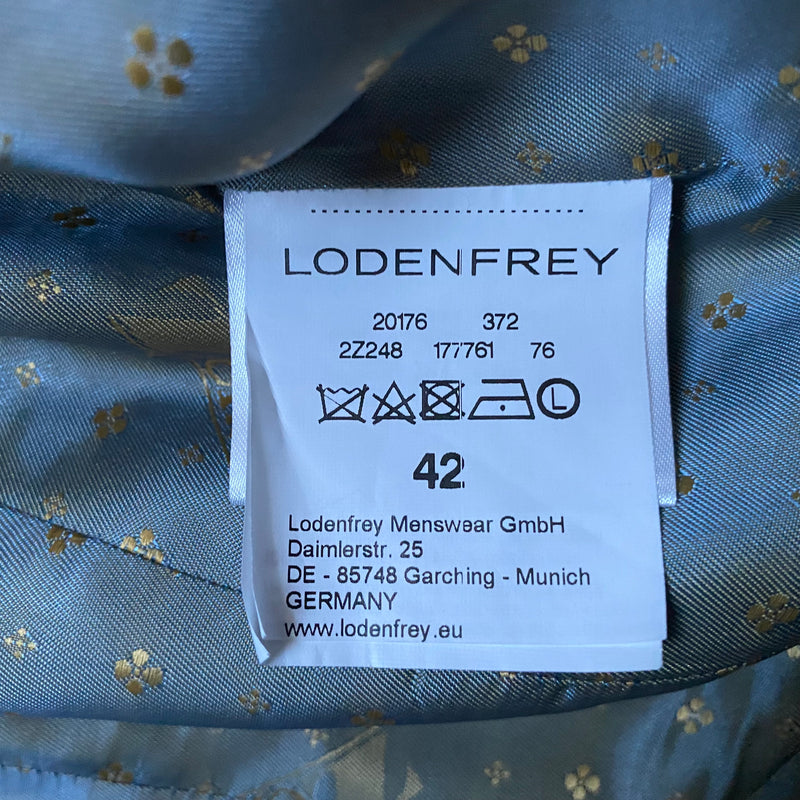 LODENFREY
20176 372
2Z248 177761 76
L
42
Lodenfrey Menswear GmbH
Daimlerstr. 25
DE - 85748 Garching - Munich
GERMANY
www.lodenfrey.eu